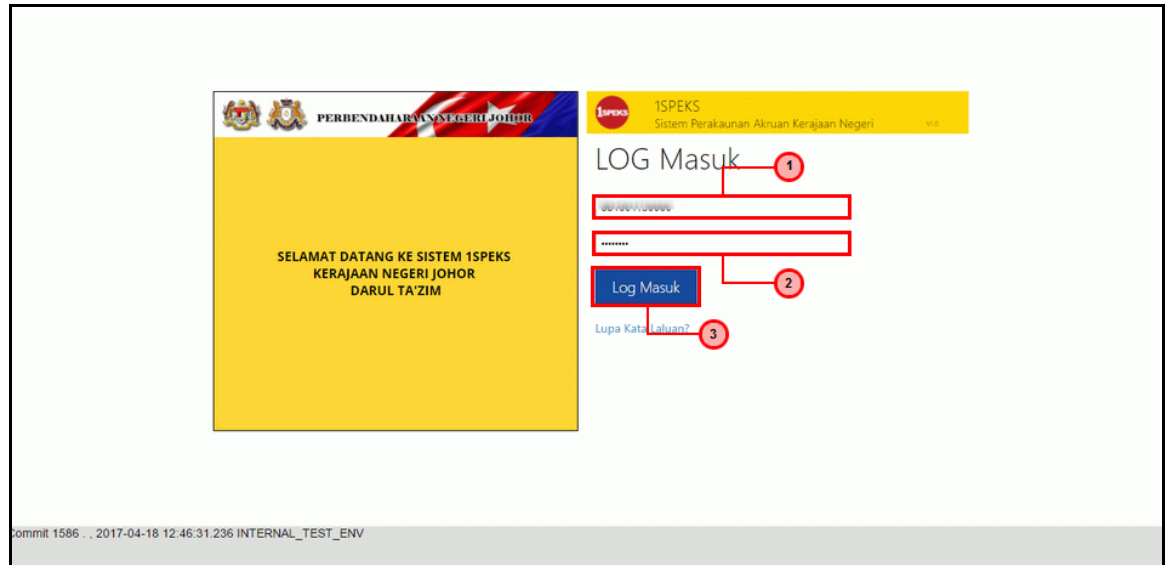 PERBENDAHARAAN NEGERI JOHOR
SELAMAT DATANG KE SISTEM 1SPEKS
KERAJAAN NEGERI JOHOR
DARUL TA'ZIM
1SPEKS
1SPEKS
Sistem Perakaunan Akruan Kerajaan Negeri
LOG Masuk
1
••••••••
2
Log Masuk
Lupa Kata Laluan?
3
Commit 1586 . , 2017-04-18 12:46:31.236 INTERNAL_TEST_ENV